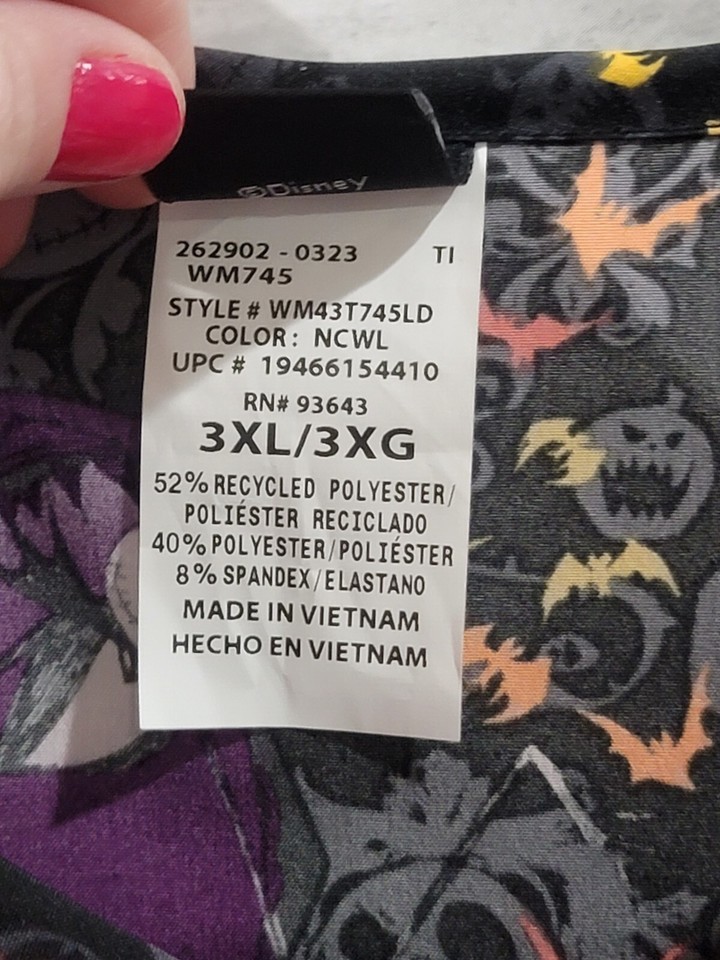 ©Disney
262902 - 0323 TI
WM745
STYLE # WM43T745LD
COLOR: NCWL
UPC # 19466154410
RN# 93643
3XL/3XG
52% RECYCLED POLYESTER/
POLIÉSTER RECICLADO
40% POLYESTER/POLIÉSTER
8% SPANDEX/ELASTANO
MADE IN VIETNAM
HECHO EN VIETNAM